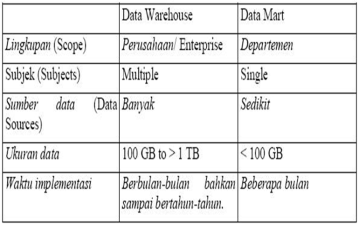 Data Warehouse Data Mart
Lingkupan (Scope) Perusahaan/ Enterprise Departemen
Subjek (Subjects) Multiple Single
Sumber data (Data Banyak Sedikit
Sources)
Ukuran data 100 GB to > 1 TB < 100 GB
Waktu implementasi Berbulan-bulan bahkan Beberapa bulan
sampai bertahun-tahun.